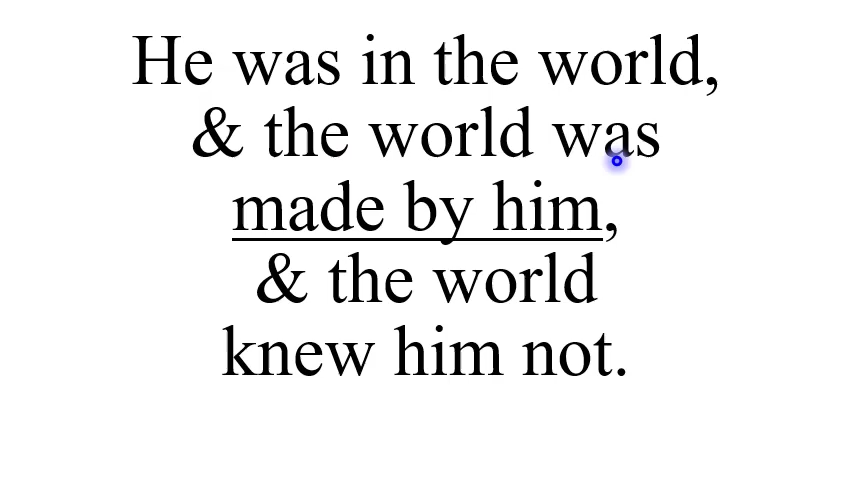 He was in the world,
& the world was
made by him,
& the world
knew him not.